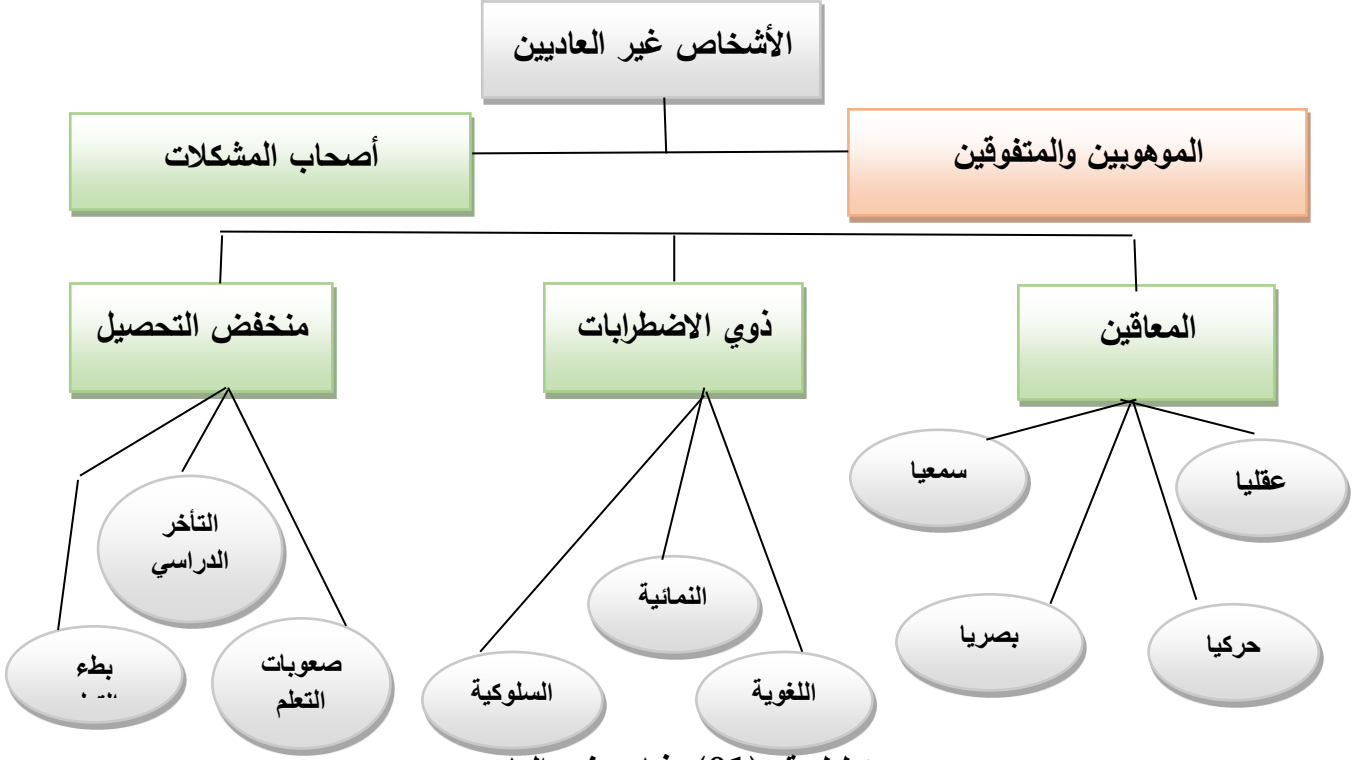 الأشخاص غير العاديين
الموهوبين والمتفوقين
أصحاب المشكلات
المعاقين
ذوي الاضطرابات
منخفض التحصيل
عقليا
سمعيا
حركيا
بصريا
النمائية
اللغوية
السلوكية
التأخر
الدراسي
صعوبات
التعلم
بطء